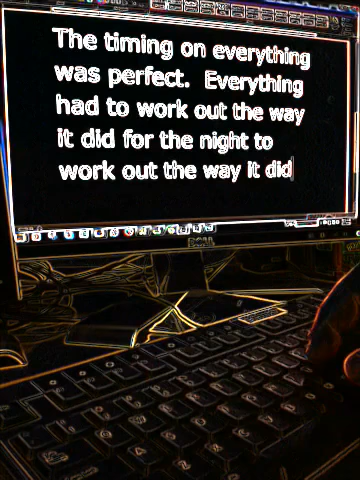 The timing on everything
was perfect. Everything
had to work out the way
it did for the night to
work out the way it did